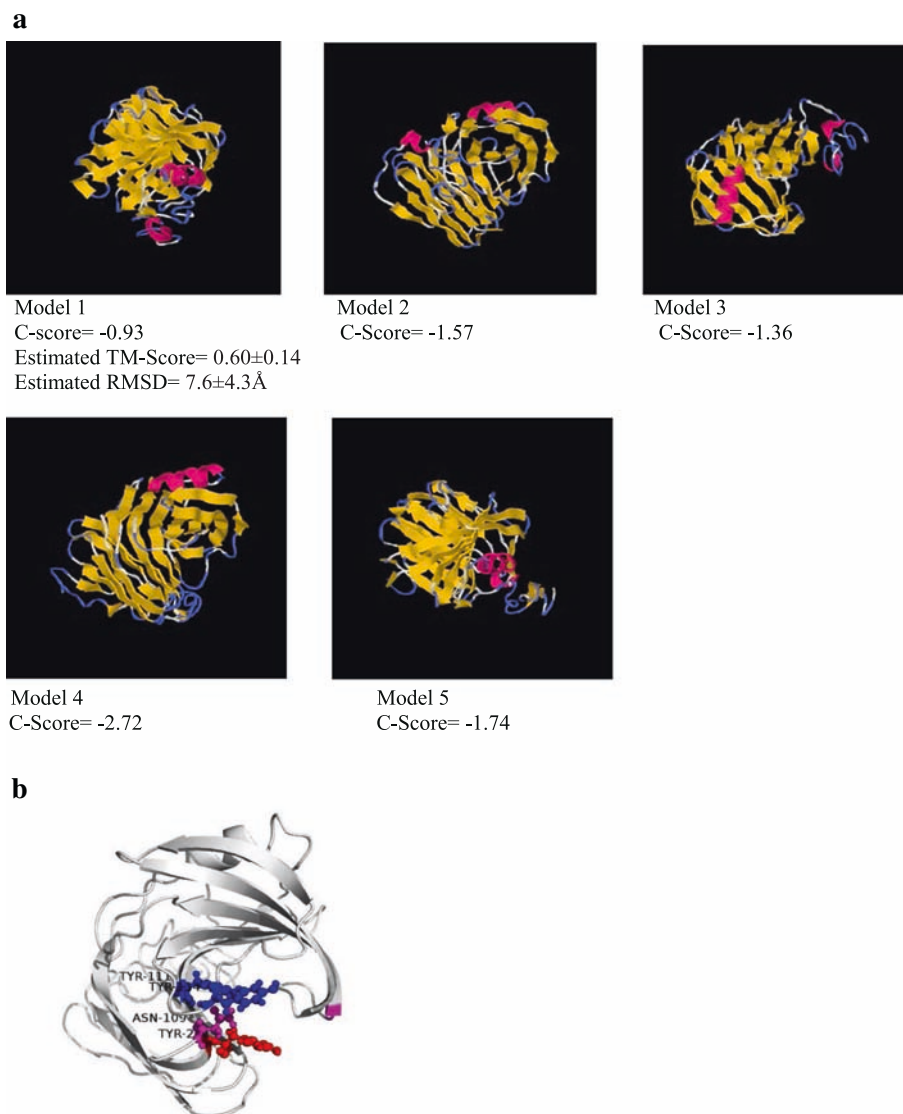 a
Model 1
C-score= -0.93
Estimated TM-Score= 0.60±0.14
Estimated RMSD= 7.6±4.3Å
Model 2
C-Score= -1.57
Model 3
C-Score= -1.36
Model 4
C-Score= -2.72
Model 5
C-Score= -1.74
b